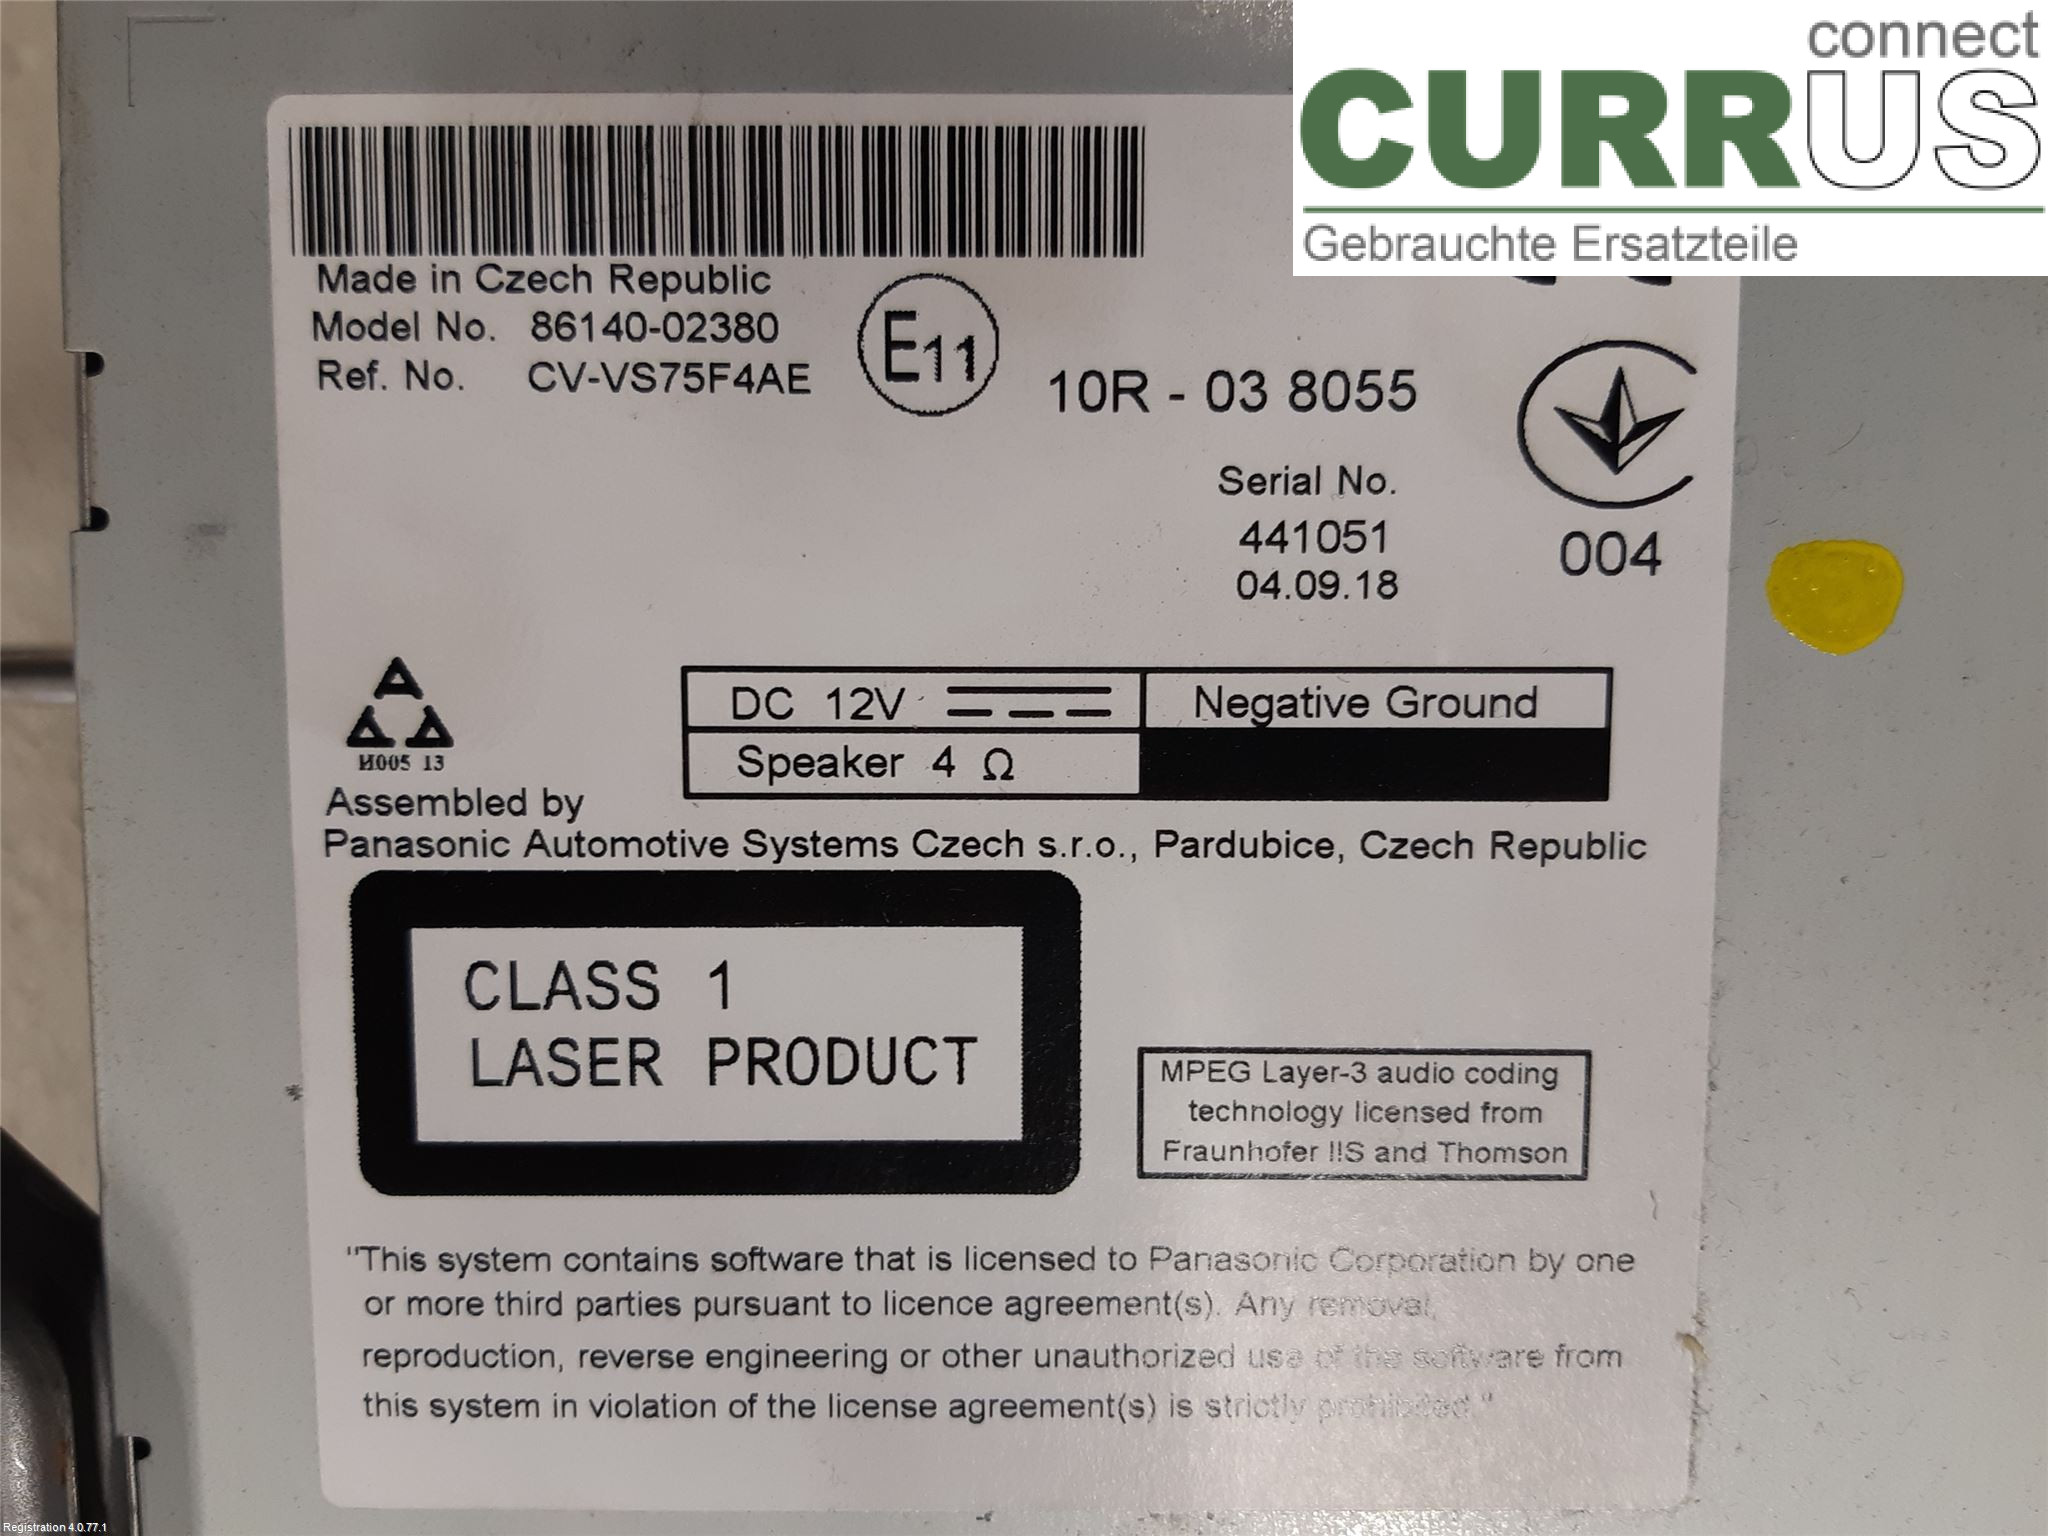 connect
CURRUS
Gebrauchte Ersatzteile
Made in Czech Republic
Model No. 86140-02380
Ref. No. CV-VS75F4AE
E11
10R - 03 8055
Serial No.
441051
04.09.18
004
DC 12V
Negative Ground
Speaker 4 Ω
H005 13
Assembled by
Panasonic Automotive Systems Czech s.r.o., Pardubice, Czech Republic
CLASS 1
LASER PRODUCT
MPEG Layer-3 audio coding
technology licensed from
Fraunhofer IIS and Thomson
"This system contains software that is licensed to Panasonic Corporation by one
or more third parties pursuant to licence agreement(s). Any removal,
reproduction, reverse engineering or other unauthorized use of the software from
this system in violation of the license agreement(s) is strictly prohibited."
Registration 4.0.77.1